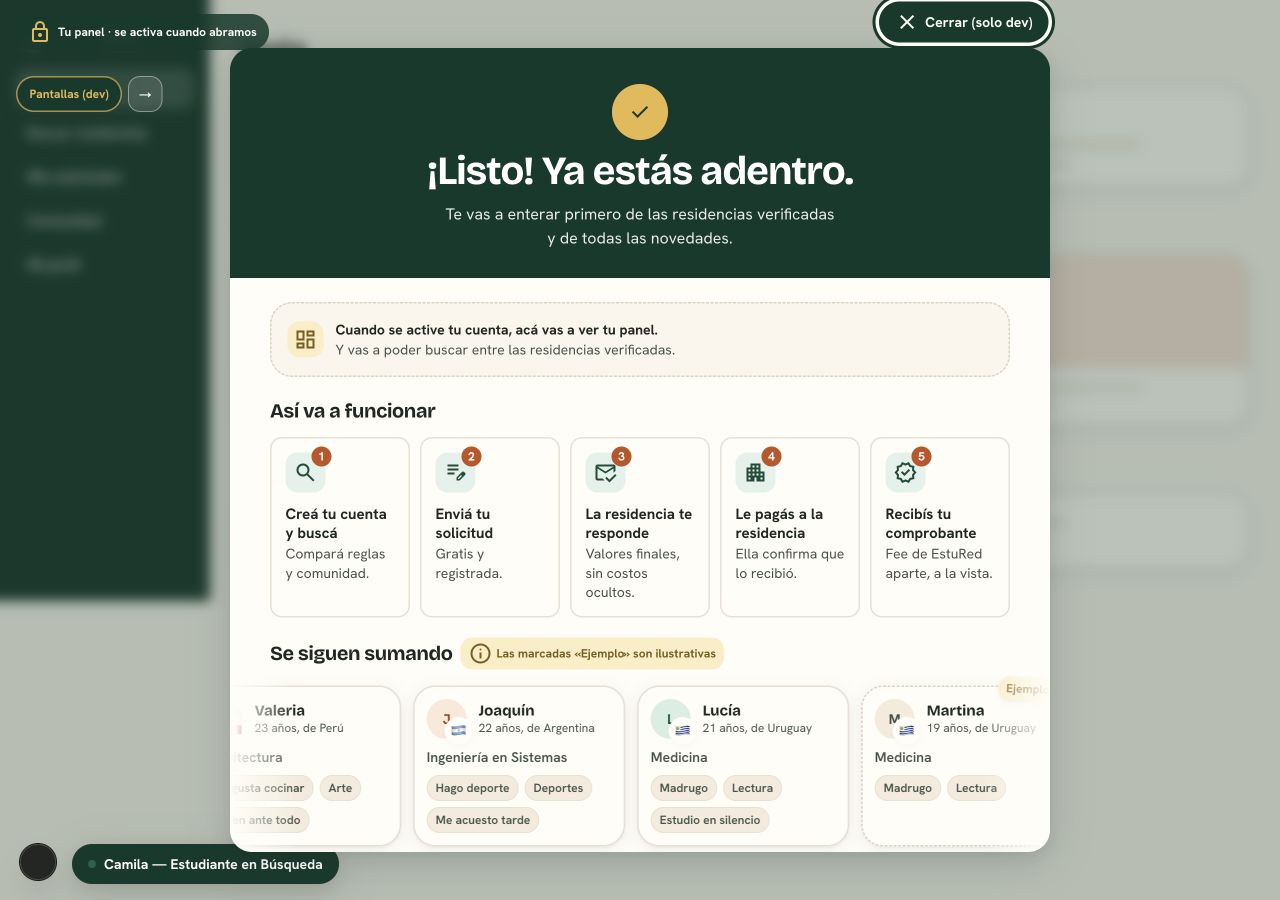 Tu panel · se activa cuando abramos
Cerrar (solo dev)
Pantallas (dev)
→
¡Listo! Ya estás adentro.
Te vas a enterar primero de las residencias verificadas
y de todas las novedades.
Cuando se active tu cuenta, acá vas a ver tu panel.
Y vas a poder buscar entre las residencias verificadas.
Así va a funcionar
1
Creá tu cuenta
y buscá
Compará reglas
y comunidad.
2
Enviá tu
solicitud
Gratis y
registrada.
3
La residencia te
responde
Valores finales,
sin costos
ocultos.
4
Le pagás a la
residencia
Ella confirma que
lo recibió.
5
Recibís tu
comprobante
Fee de EstuRed
aparte, a la vista.
Se siguen sumando
Las marcadas «Ejemplo» son ilustrativas
Valeria
23 años, de Perú
tectura
gusta cocinar
Arte
en ante todo
J
Joaquín
22 años, de Argentina
Ingeniería en Sistemas
Hago deporte
Deportes
Me acuesto tarde
L
Lucía
21 años, de Uruguay
Medicina
Madrugo
Lectura
Estudio en silencio
Ejemplo
M
Martina
19 años, de Uruguay
Medicina
Madrugo
Lectura
Camila — Estudiante en Búsqueda